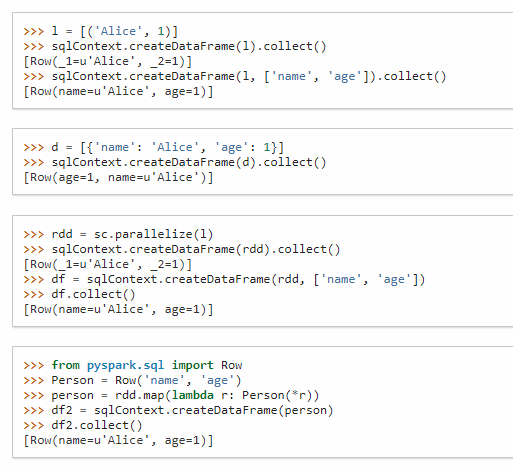 >>> l = [('Alice', 1)]
>>> sqlContext.createDataFrame(l).collect()
[Row(_1=u'Alice', _2=1)]
>>> sqlContext.createDataFrame(l, ['name', 'age']).collect()
[Row(name=u'Alice', age=1)]
>>> d = [{'name': 'Alice', 'age': 1}]
>>> sqlContext.createDataFrame(d).collect()
[Row(age=1, name=u'Alice')]
>>> rdd = sc.parallelize(l)
>>> sqlContext.createDataFrame(rdd).collect()
[Row(_1=u'Alice', _2=1)]
>>> df = sqlContext.createDataFrame(rdd, ['name', 'age'])
>>> df.collect()
[Row(name=u'Alice', age=1)]
>>> from pyspark.sql import Row
>>> Person = Row('name', 'age')
>>> person = rdd.map(lambda r: Person(*r))
>>> df2 = sqlContext.createDataFrame(person)
>>> df2.collect()
[Row(name=u'Alice', age=1)]